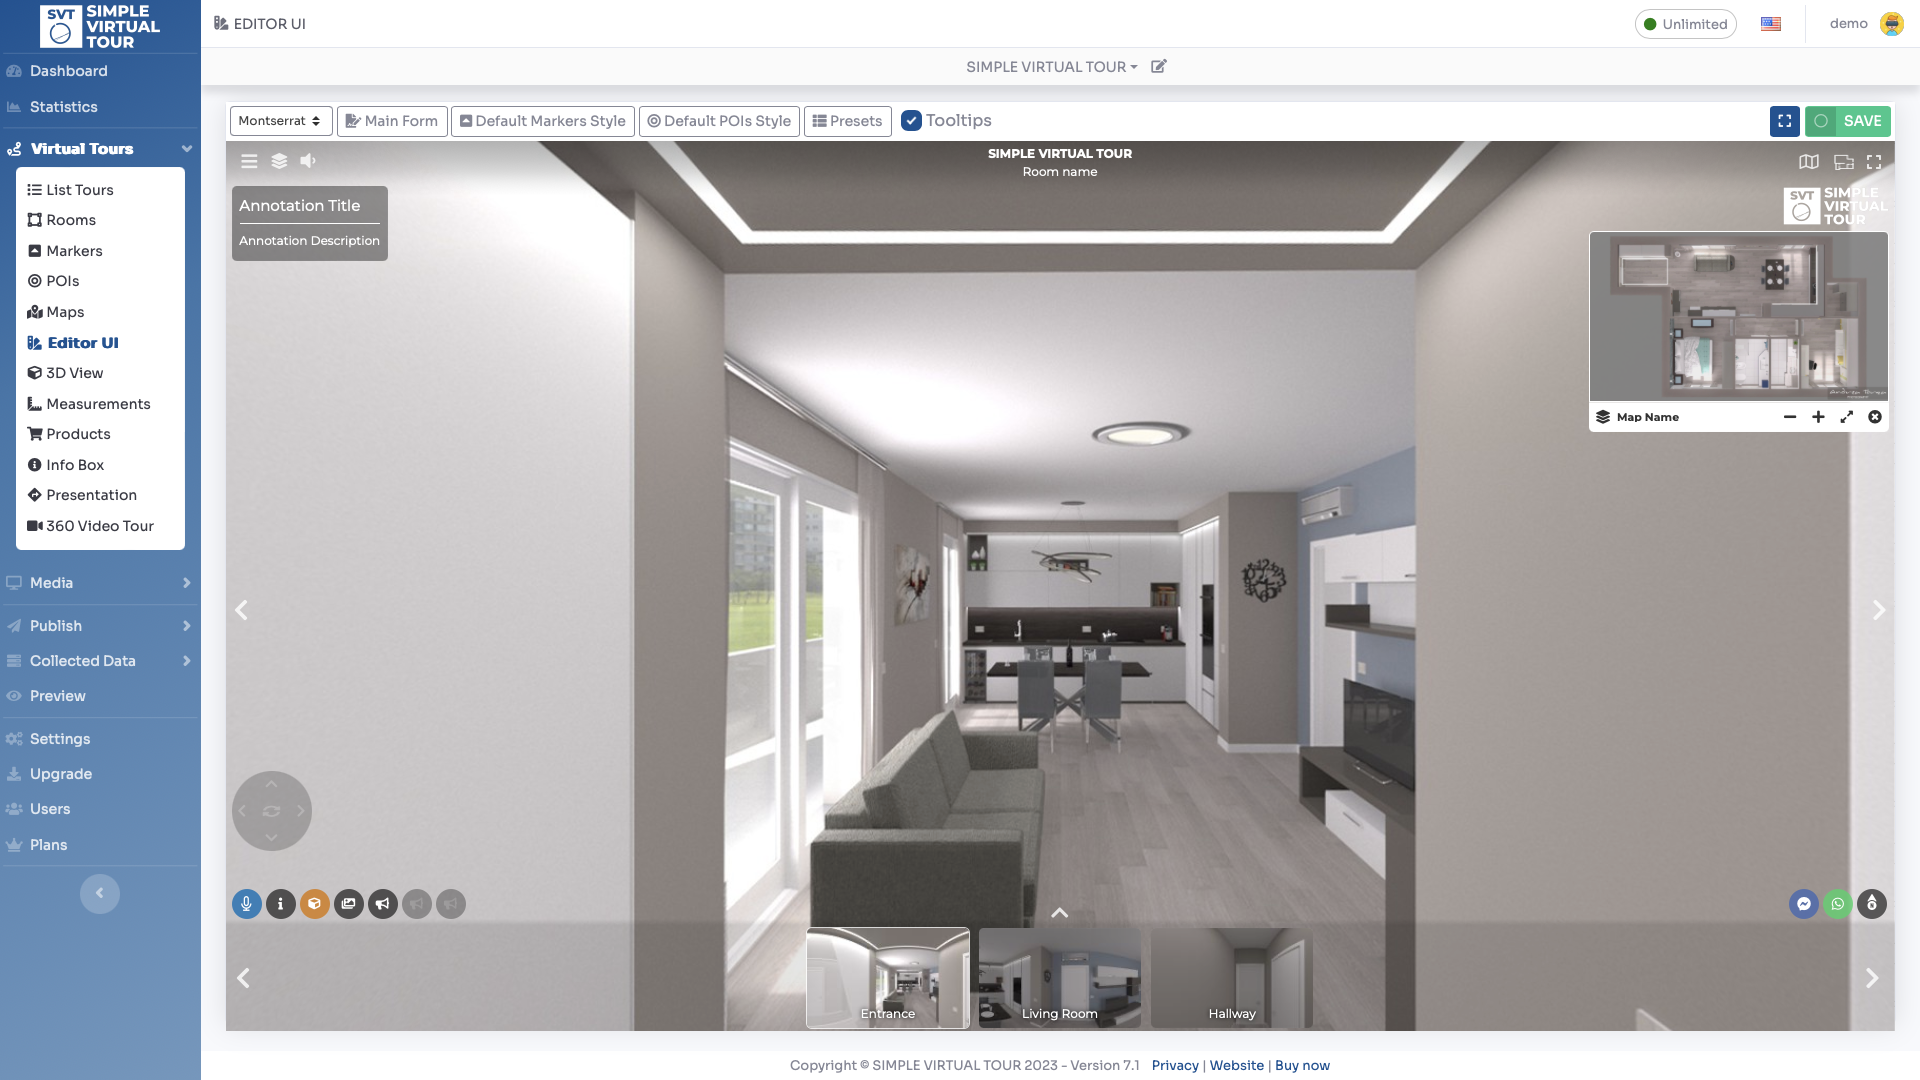 SVT SIMPLE VIRTUAL TOUR
Dashboard
Statistics
Virtual Tours
List Tours
Rooms
Markers
POIs
Maps
Editor UI
3D View
Measurements
Products
Info Box
Presentation
360 Video Tour
Media
Publish
Collected Data
Preview
Settings
Upgrade
Users
Plans
EDITOR UI
Unlimited
demo
SIMPLE VIRTUAL TOUR
Montserrat
Main Form
Default Markers Style
Default POIs Style
Presets
Tooltips
SAVE
SIMPLE VIRTUAL TOUR
Room name
Annotation Title
Annotation Description
SVT SIMPLE VIRTUAL TOUR
Map Name
Entrance
Living Room
Hallway
Copyright © SIMPLE VIRTUAL TOUR 2023 - Version 7.1 Privacy | Website | Buy now